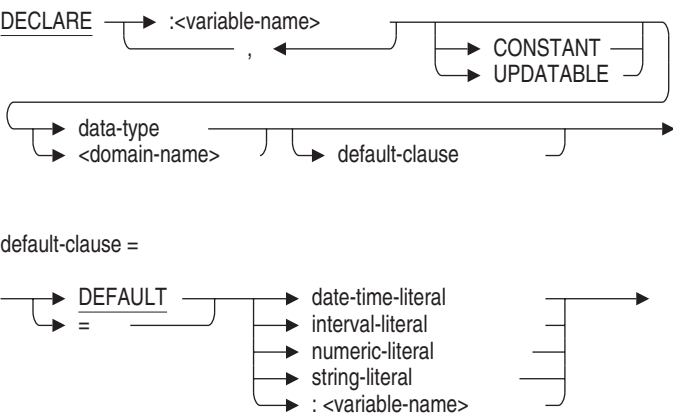 DECLARE :<variable-name>
,
CONSTANT
UPDATABLE
data-type
<domain-name> default-clause
default-clause =
DEFAULT date-time-literal
= interval-literal
numeric-literal
string-literal
: <variable-name>